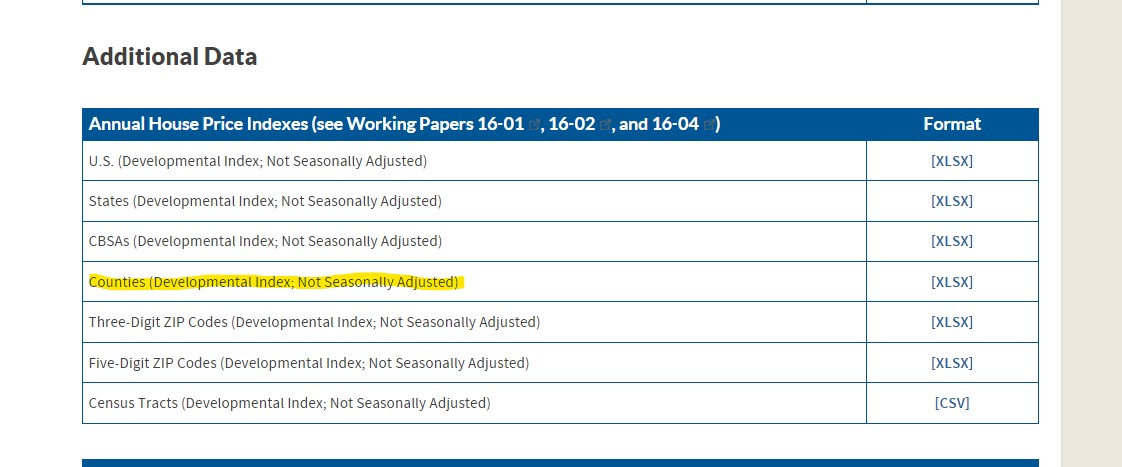 Additional Data
Annual House Price Indexes (see Working Papers 16-01, 16-02, and 16-04) Format
U.S. (Developmental Index; Not Seasonally Adjusted) [XLSX]
States (Developmental Index; Not Seasonally Adjusted) [XLSX]
CBSAs (Developmental Index; Not Seasonally Adjusted) [XLSX]
Counties (Developmental Index; Not Seasonally Adjusted) [XLSX]
Three-Digit ZIP Codes (Developmental Index; Not Seasonally Adjusted) [XLSX]
Five-Digit ZIP Codes (Developmental Index; Not Seasonally Adjusted) [XLSX]
Census Tracts (Developmental Index; Not Seasonally Adjusted) [CSV]